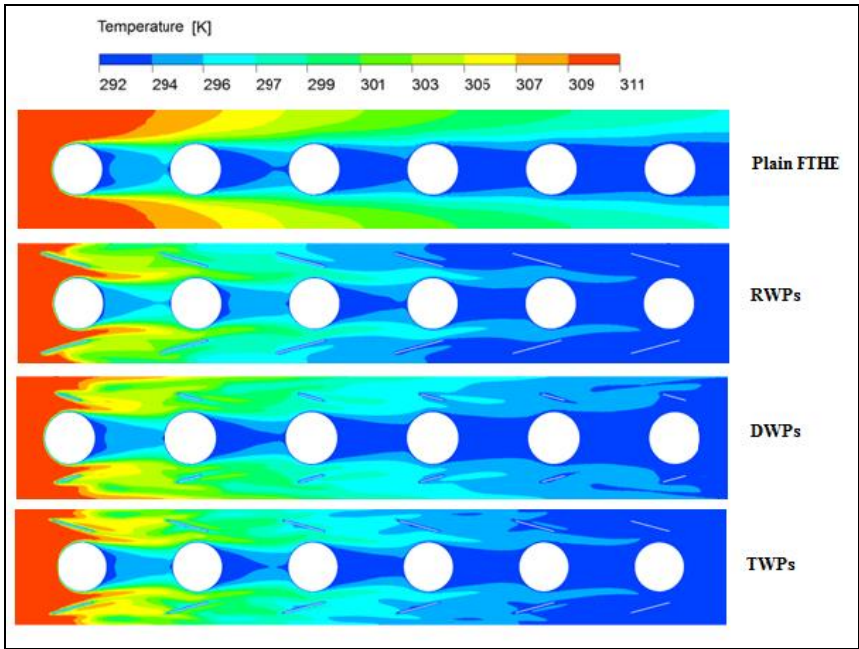 Temperature [K]
292 294 296 297 299 301 303 305 307 309 311
Plain FTHE
RWPs
DWPs
TWPs